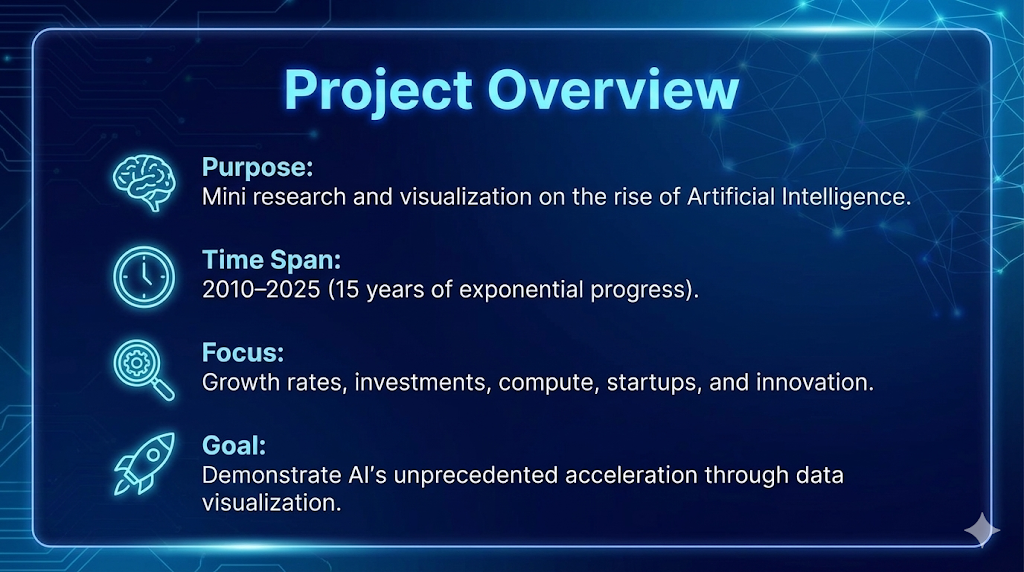 Project Overview
Purpose:
Mini research and visualization on the rise of Artificial Intelligence.
Time Span:
2010–2025 (15 years of exponential progress).
Focus:
Growth rates, investments, compute, startups, and innovation.
Goal:
Demonstrate AI's unprecedented acceleration through data
visualization.